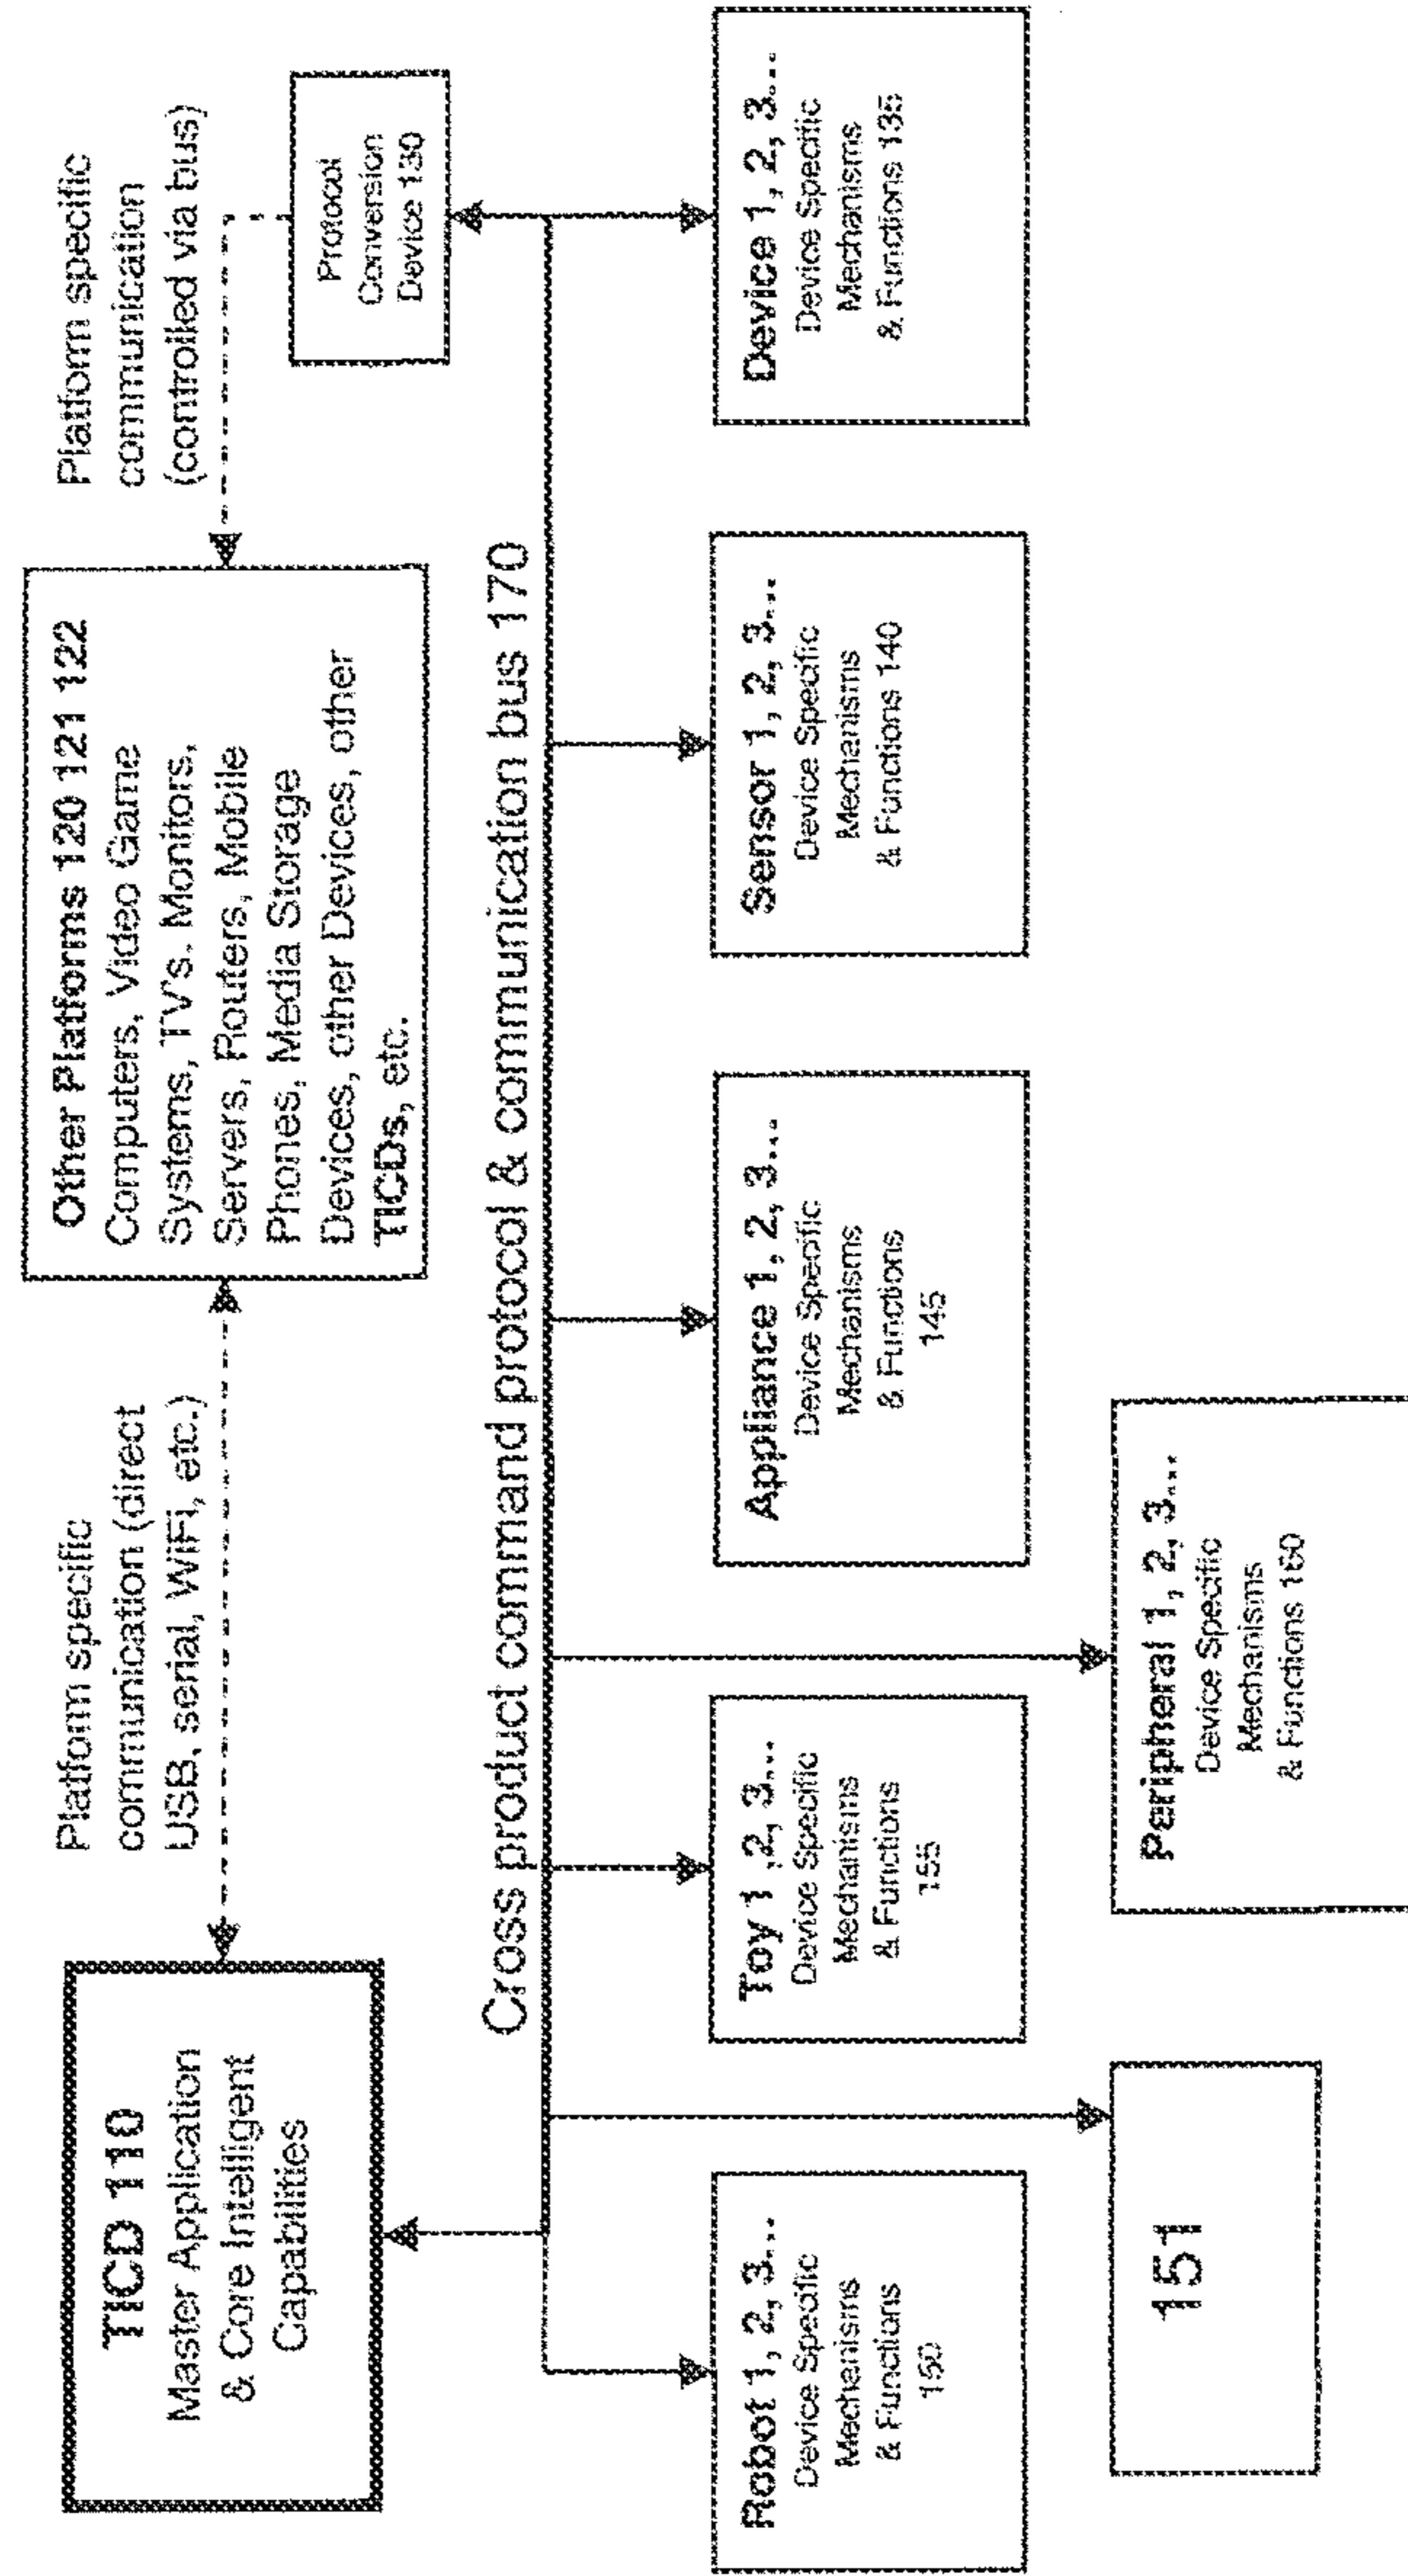 TICD 110
Master Application
& Core Intelligent
Capabilities
Platfom specific
communication (direct
USB, serial, WiFi, etc.)
Other Platforms 120 121 122
Computers, Video Game
Systems, TV's. Monitors,
Servers, Routers, Mobile
Phones, Media Storage
Devices, other Devices, other
TICDs, etc.
Platfom specific
communication
(controlled via bus)
Protocol
Conversion
Device 130
Cross product command protocol & communication bus 170
Robot 1, 2, 3...
Device Specific
Mechanisms
& Functions
150
Toy 1 ,2, 3...
Device Specific
Mechanisms
& Functions
155
Appliance 1, 2, 3...
Device Specific
Mechanisms
& Functions
145
Sensor 1, 2, 3...
Device Specific
Mechanisms
& Functions 140
Device 1, 2, 3...
Device Specific
Mechanisms
& Functions 135
151
Peripheral 1, 2, 3...
Device Specific
Mechanisms
& Functions 160